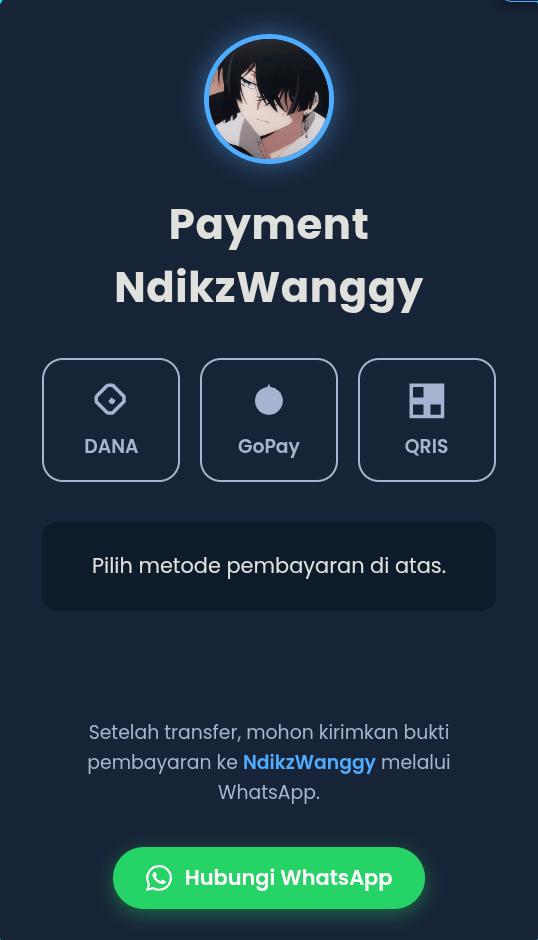 Payment
NdikzWanggy
DANA
GoPay
QRIS
Pilih metode pembayaran di atas.
Setelah transfer, mohon kirimkan bukti
pembayaran ke NdikzWanggy melalui
WhatsApp.
Hubungi WhatsApp